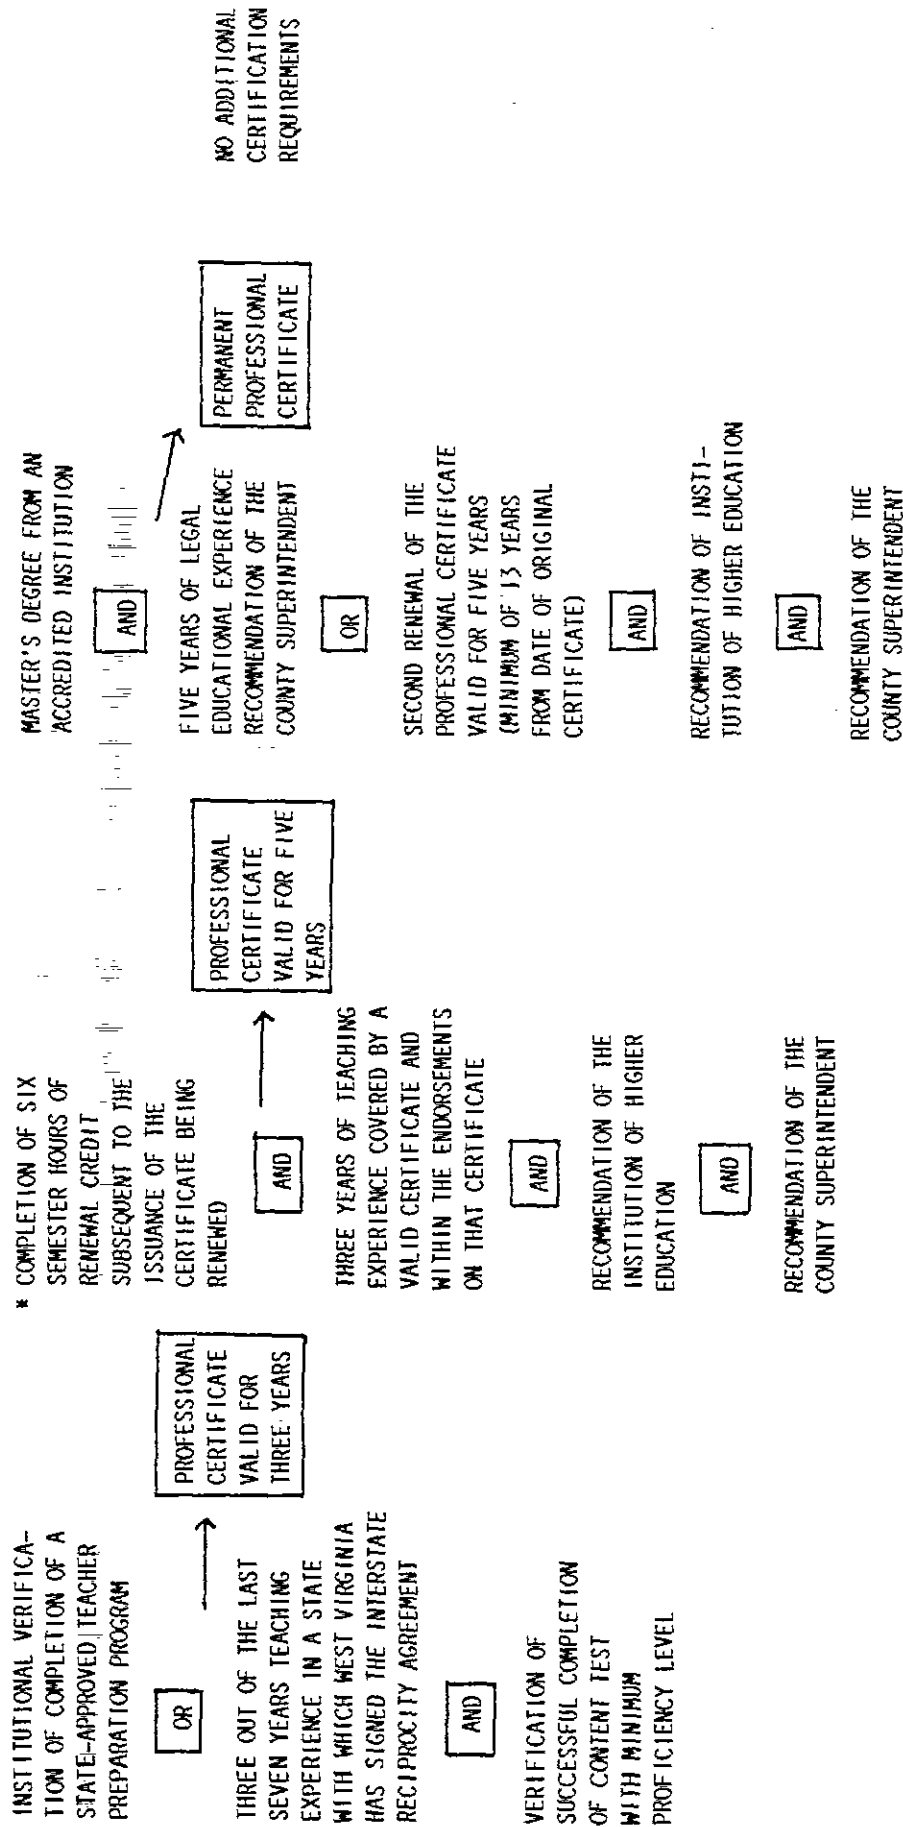 INSTITUTIONAL VERIFICA-
TION OF COMPLETION OF A
STATE-APPROVED TEACHER
PREPARATION PROGRAM
OR
THREE OUT OF THE LAST
SEVEN YEARS TEACHING
EXPERIENCE IN A STATE
WITH WHICH WEST VIRGINIA
HAS SIGNED THE INTERSTATE
RECIPROCITY AGREEMENT
AND
VERIFICATION OF
SUCCESSFUL COMPLETION
OF CONTENT TEST
WITH MINIMUM
PROFICIENCY LEVEL
PROFESSIONAL
CERTIFICATE
VALID FOR
THREE YEARS
* COMPLETION OF SIX
SEMESTER HOURS OF
RENEWAL CREDIT
SUBSEQUENT TO THE
ISSUANCE OF THE
CERTIFICATE BEING
RENEWED
AND
THREE YEARS OF TEACHING
EXPERIENCE COVERED BY A
VALID CERTIFICATE AND
WITHIN THE ENDORSEMENTS
ON THAT CERTIFICATE
AND
RECOMMENDATION OF THE
INSTITUTION OF HIGHER
EDUCATION
AND
RECOMMENDATION OF THE
COUNTY SUPERINTENDENT
PROFESSIONAL
CERTIFICATE
VALID FOR FIVE
YEARS
MASTER'S DEGREE FROM AN
ACCREDITED INSTITUTION
AND
FIVE YEARS OF LEGAL
EDUCATIONAL EXPERIENCE
RECOMMENDATION OF THE
COUNTY SUPERINTENDENT
OR
SECOND RENEWAL OF THE
PROFESSIONAL CERTIFICATE
VALID FOR FIVE YEARS
(MINIMUM OF 13 YEARS
FROM DATE OF ORIGINAL
CERTIFICATE)
AND
RECOMMENDATION OF INSTI-
TUTION OF HIGHER EDUCATION
AND
RECOMMENDATION OF THE
COUNTY SUPERINTENDENT
PERMANENT
PROFESSIONAL
CERTIFICATE
NO ADDITIONAL
CERTIFICATION
REQUIREMENTS